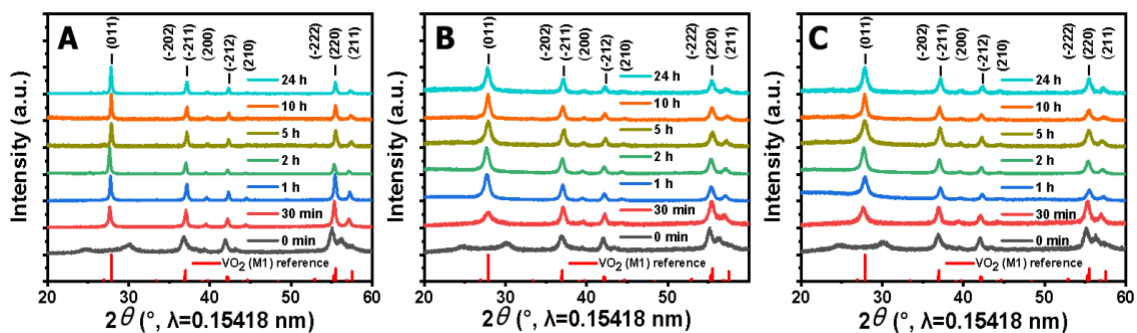 A
(011)
(-202)
(-211)
(200)
(-212)
(210)
(-222)
(220)
(211)
24 h
10 h
5 h
2 h
1 h
30 min
0 min
VO2 (M1) reference
Intensity (a.u.)
20 30 40 50 60
2θ (°, λ=0.15418 nm)
B
(011)
(-202)
(-211)
(200)
(-212)
(210)
(-222)
(220)
(211)
24 h
10 h
5 h
2 h
1 h
30 min
0 min
VO2 (M1) reference
Intensity (a.u.)
20 30 40 50
2θ (°, λ=0.15418 nm)
C
(011)
(-202)
(-211)
(200)
(-212)
(210)
(-222)
(220)
(211)
24 h
10 h
5 h
2 h
1 h
30 min
0 min
VO2 (M1) reference
Intensity (a.u.)
20 30 40 50 60
2θ (°, λ=0.15418 nm)